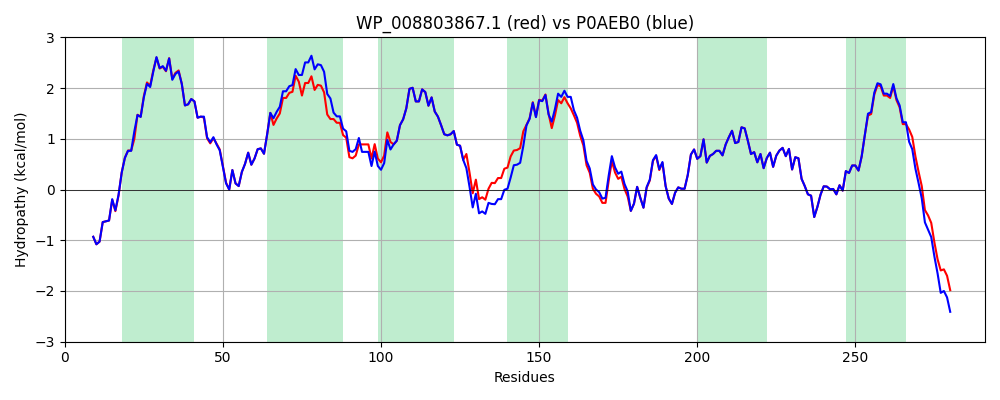 WP_008803867.1 (red) vs P0AEB0 (blue)
Hydropathy (kcal/mol)
3
2
1
0
−1
−2
−3
0 50 100 150 200 250
Residues